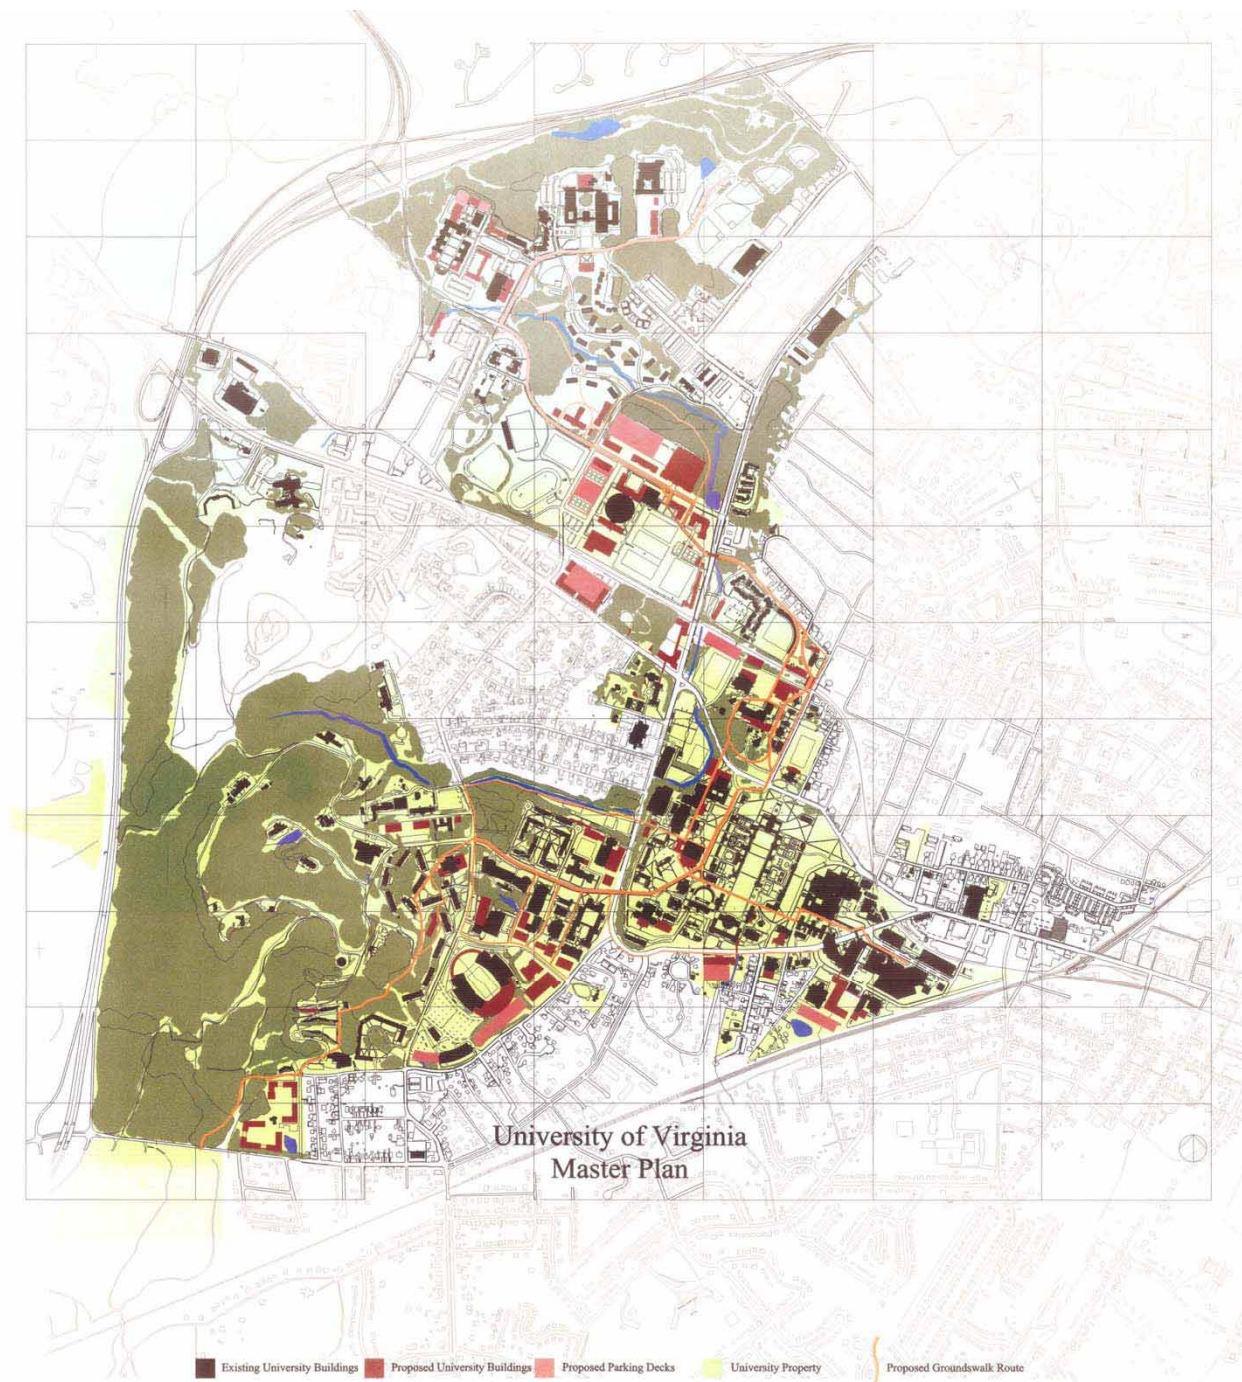 University of Virginia
Master Plan
Existing University Buildings
Proposed University Buildings
Proposed Parking Decks
University Property
Proposed Groundswalk Route